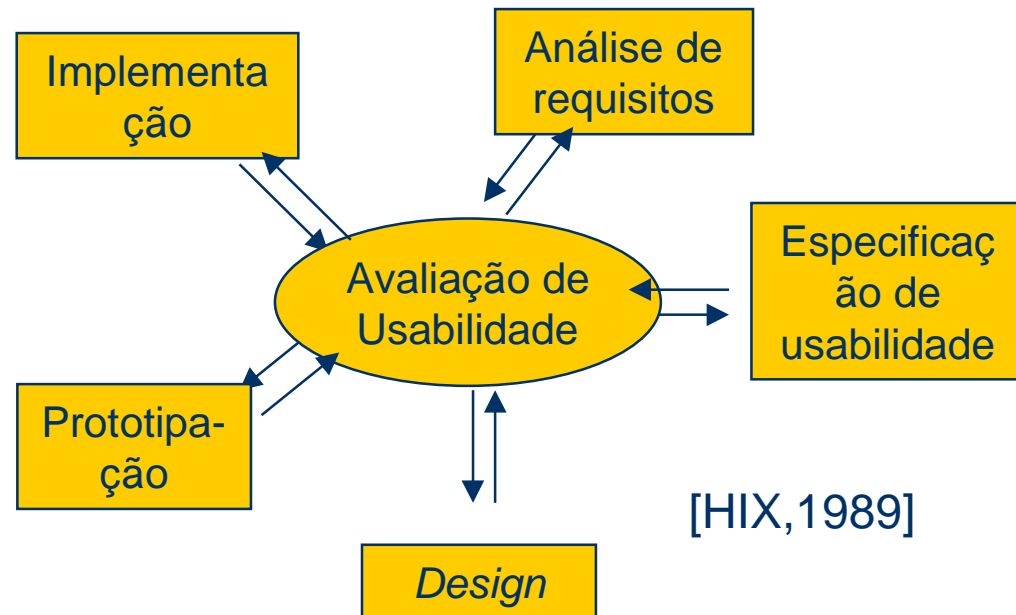 Implementa
ção
Análise de
requisitos
Avaliação de
Usabilidade
Especificaç
ão de
usabilidade
Prototipa-
ção
[HIX,1989]
Design